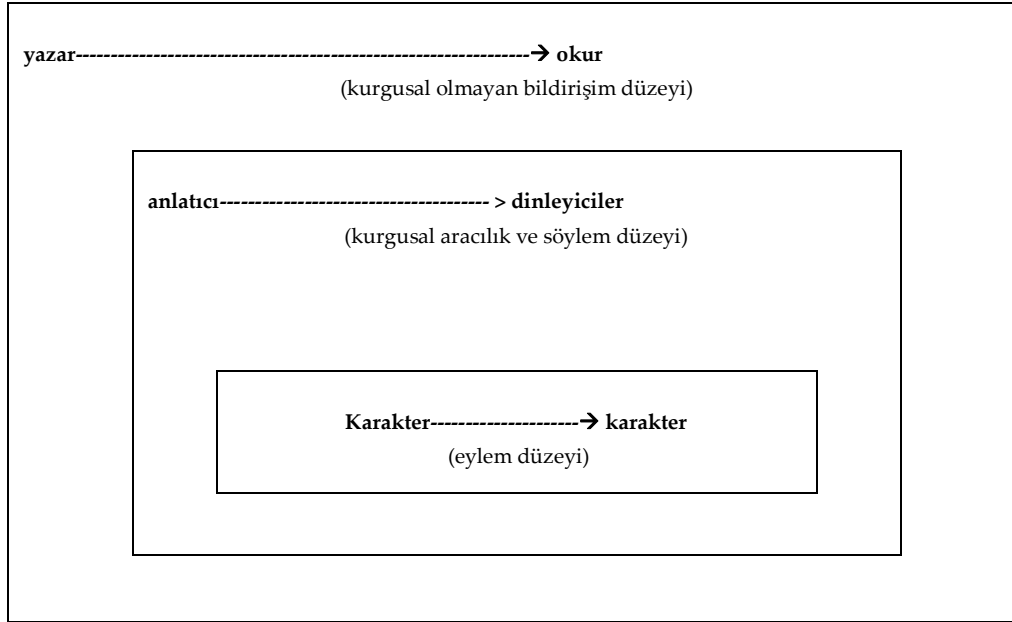 yazar----------------------------------------------------------------→ okur
(kurgusal olmayan bildirişim düzeyi)
anlatıcı-------------------------------------- > dinleyiciler
(kurgusal aracılık ve söylem düzeyi)
Karakter---------------------→ karakter
(eylem düzeyi)